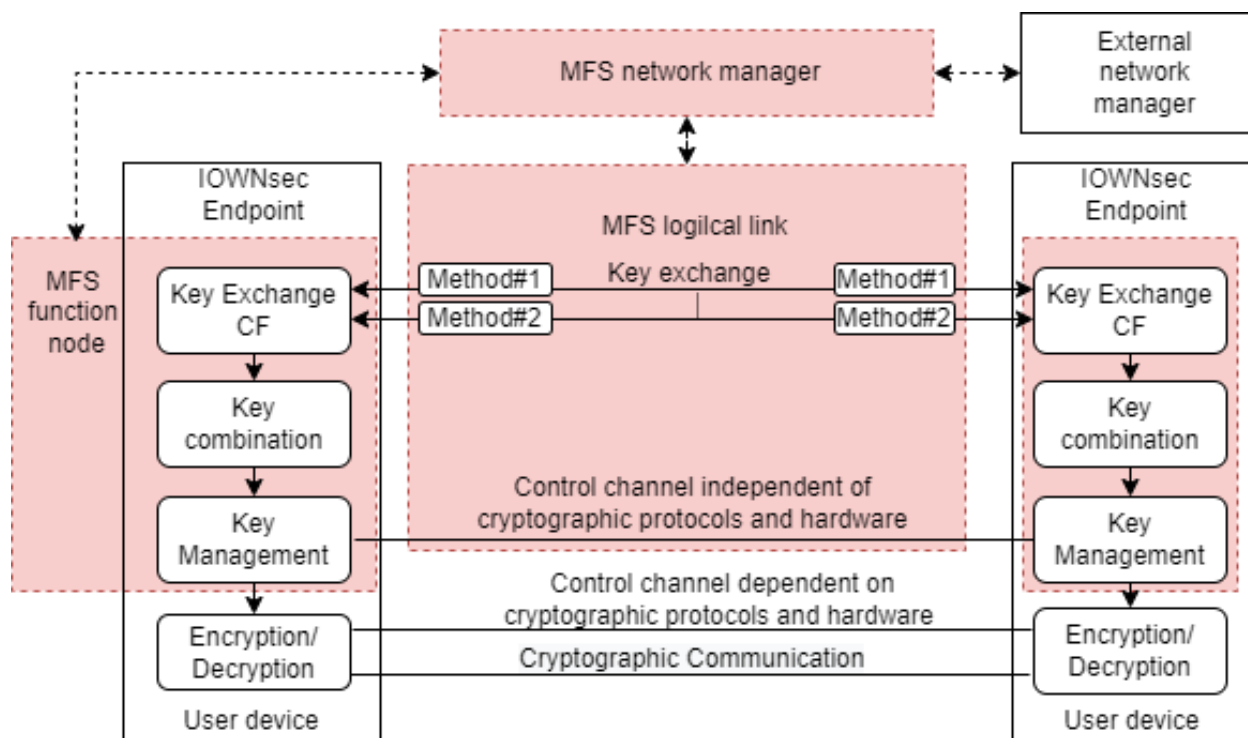 MFS network manager
External
network
manager
IOWNsec
Endpoint
MFS logilcal link
IOWNsec
Endpoint
MFS
function
node
Key Exchange
CF
Method#1
Key exchange
Method#1
Method#2
Method#2
Key Exchange
CF
Key
combination
Key
combination
Control channel independent of
cryptographic protocols and hardware
Key
Management
Key
Management
Control channel dependent on
cryptographic protocols and hardware
Encryption/
Decryption
Cryptographic Communication
Encryption/
Decryption
User device
User device